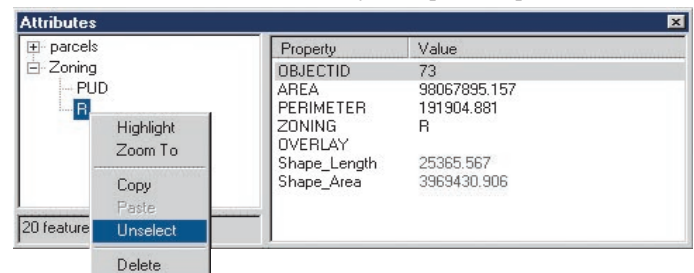 Attributes
parcels
Zoning
PUD
R
Highlight
Zoom To
Copy
Paste
Unselect
Delete
20 feature
Property Value
OBJECTID 73
AREA 98067895.157
PERIMETER 191904.881
ZONING R
OVERLAY
Shape_Length 25365.567
Shape_Area 3969430.906